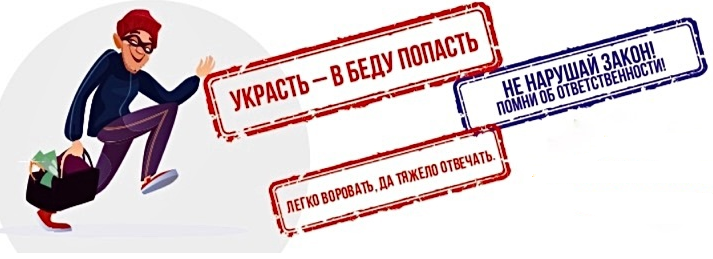 УКРАСТЬ – В БЕДУ ПОПАСТЬ
НЕ НАРУШАЙ ЗАКОН!
ПОМНИ ОБ ОТВЕТСТВЕННОСТИ!
ЛЕГКО ВОРОВАТЬ, ДА ТЯЖЕЛО ОТВЕЧАТЬ.